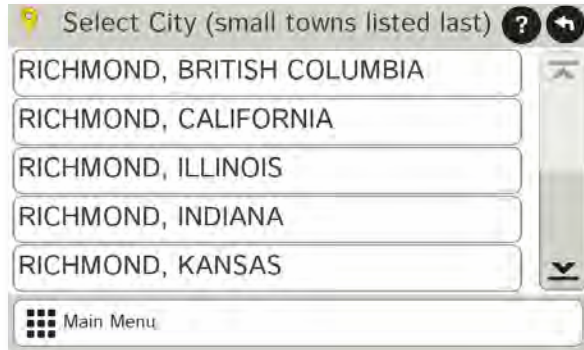 Select City (small towns listed last) ?
RICHMOND, BRITISH COLUMBIA
RICHMOND, CALIFORNIA
RICHMOND, ILLINOIS
RICHMOND, INDIANA
RICHMOND, KANSAS
Main Menu